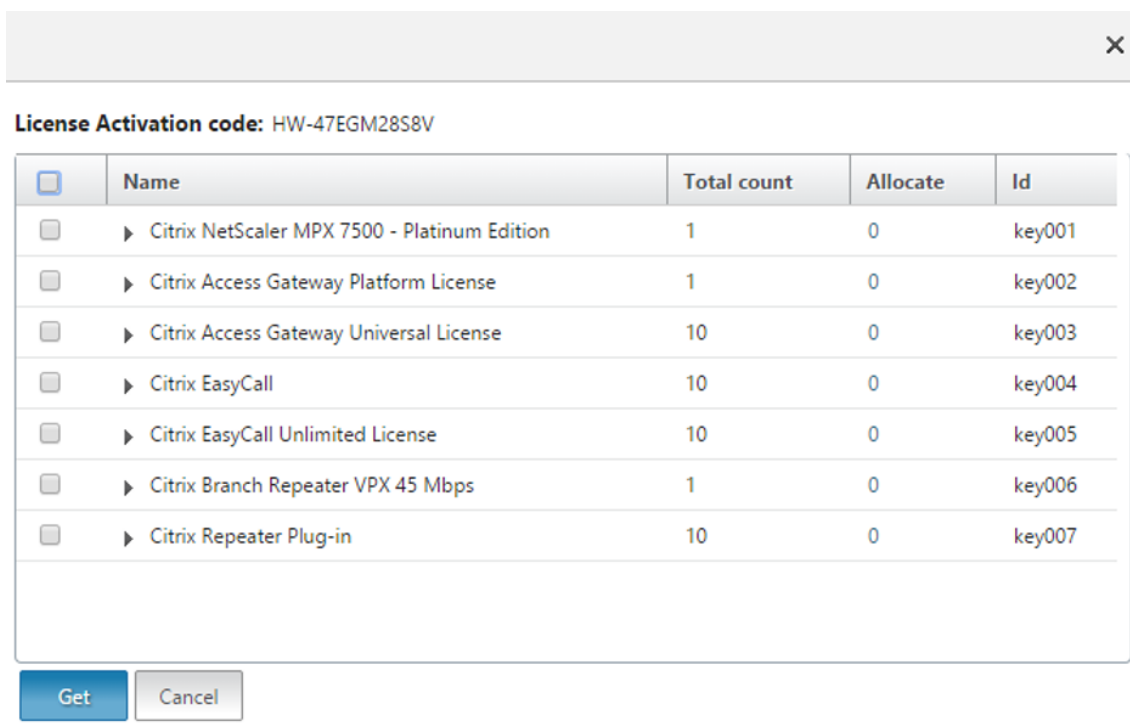 License Activation code: HW-47EGM28S8V
Name Total count Allocate Id
Citrix NetScaler MPX 7500 - Platinum Edition 1 0 key001
Citrix Access Gateway Platform License 1 0 key002
Citrix Access Gateway Universal License 10 0 key003
Citrix EasyCall 10 0 key004
Citrix EasyCall Unlimited License 10 0 key005
Citrix Branch Repeater VPX 45 Mbps 1 0 key006
Citrix Repeater Plug-in 10 0 key007
Get Cancel